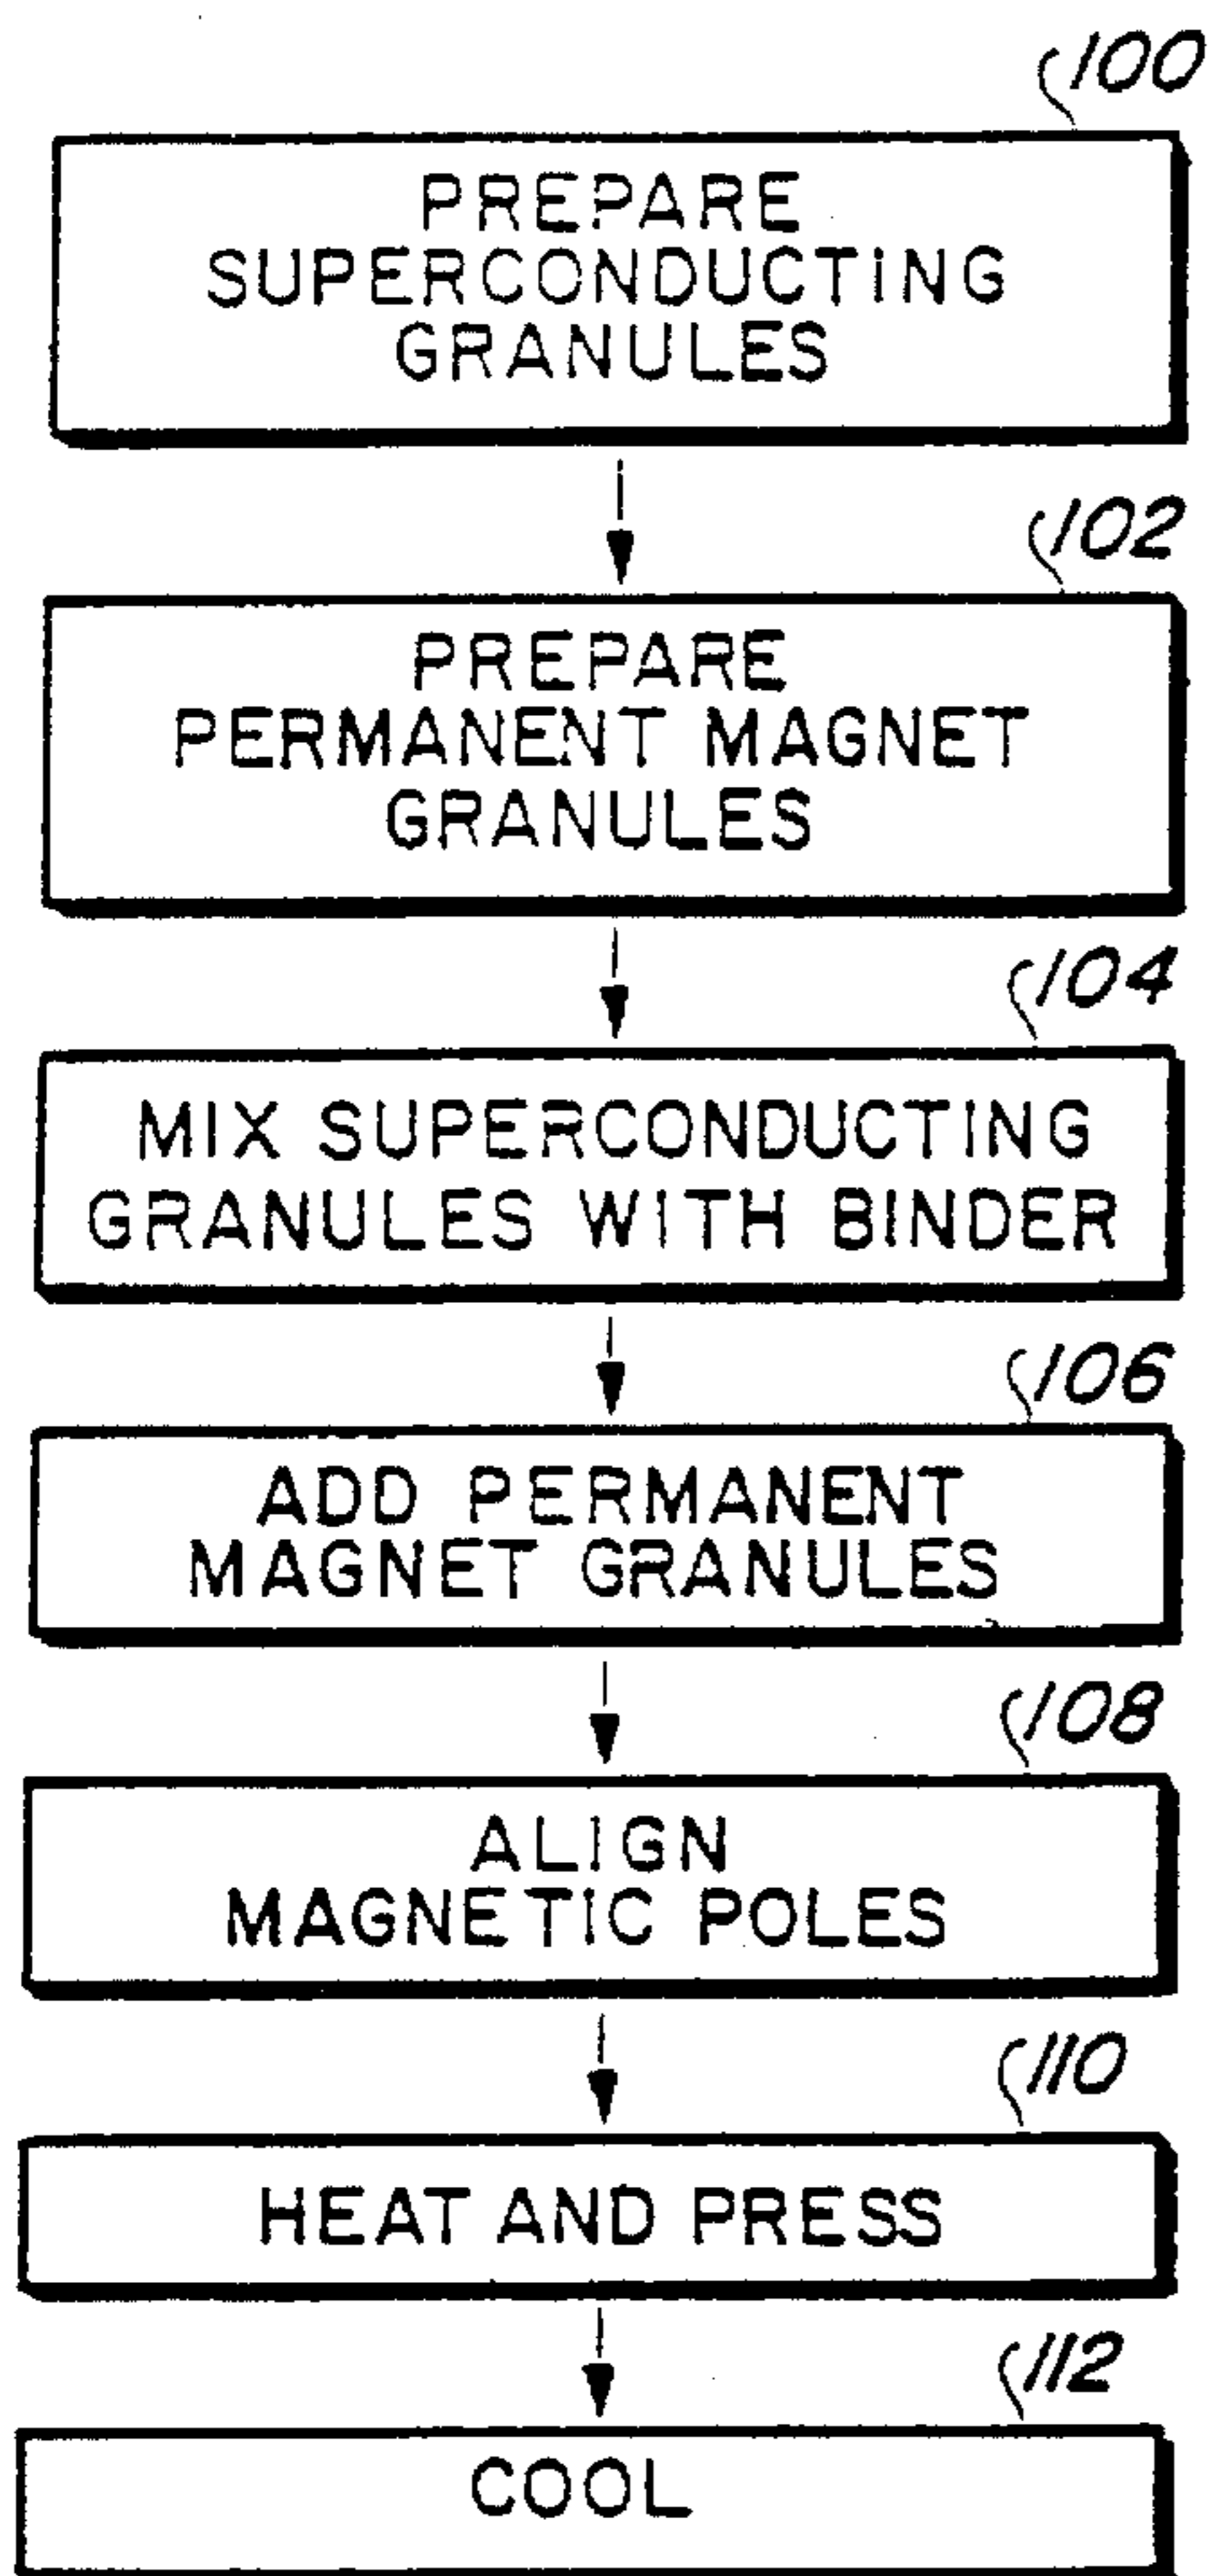 100
PREPARE
SUPERCONDUCTING
GRANULES
102
PREPARE
PERMANENT MAGNET
GRANULES
104
MIX SUPERCONDUCTING
GRANULES WITH BINDER
106
ADD PERMANENT
MAGNET GRANULES
108
ALIGN
MAGNETIC POLES
110
HEAT AND PRESS
112
COOL